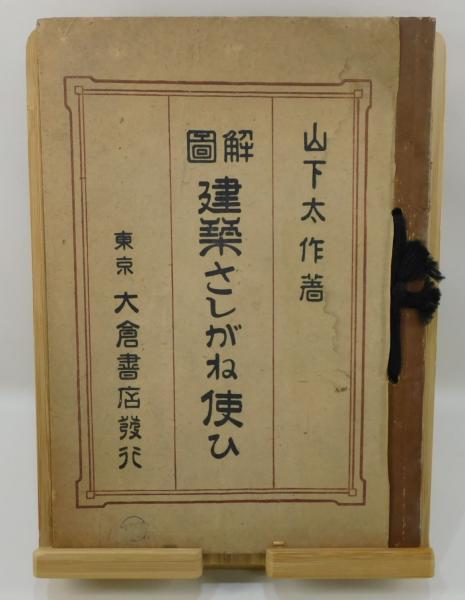 山下太作著
圖解
建築さしがね使ひ
東京 大倉書店發行